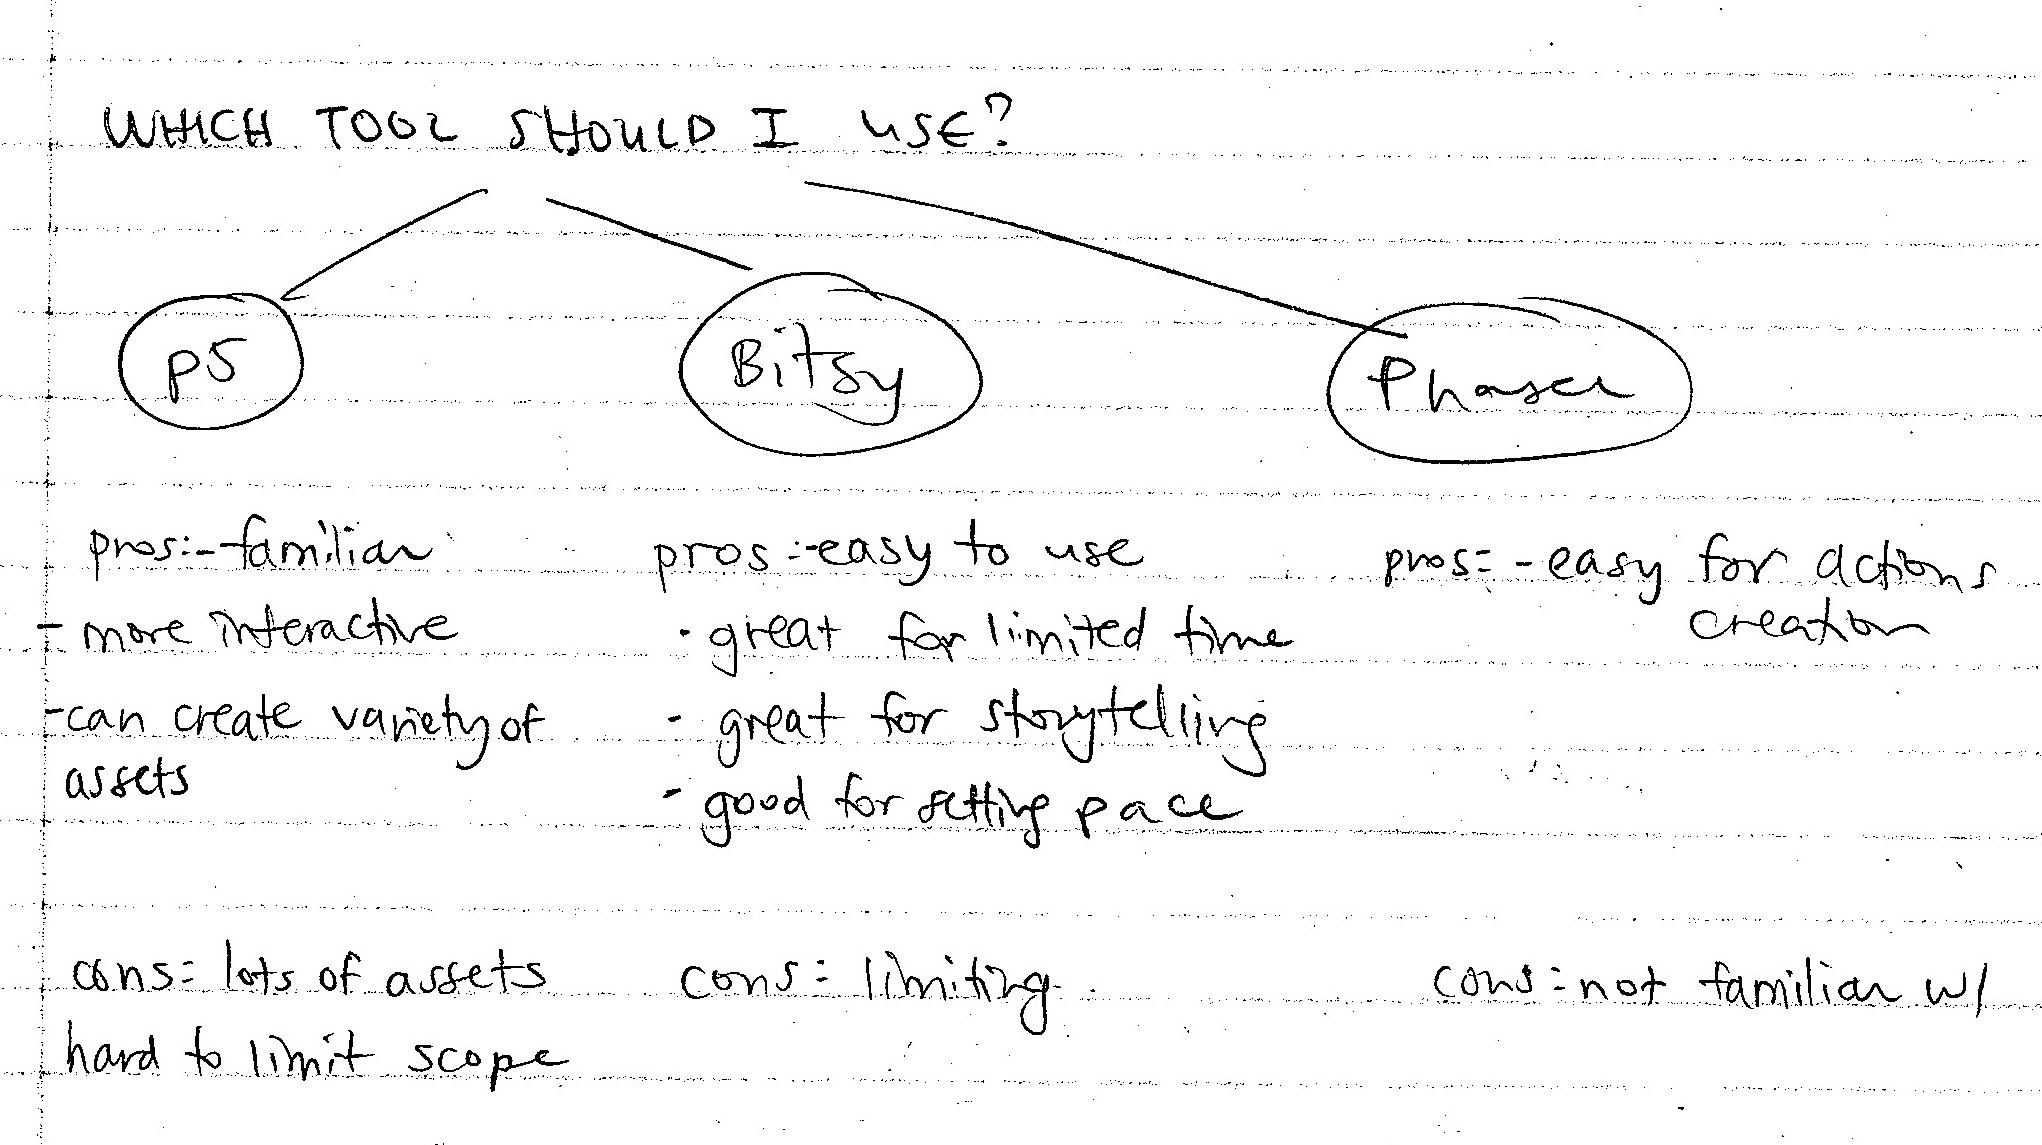 WHICH TOOL SHOULD I USE?
p5
Bitsy
Phaser
pros:-familiar
- more interactive
-can create variety of
assets
cons: lots of assets
hard to limit scope
pros:-easy to use
- great for limited time
- great for storytelling
- good for setting pace
cons: limiting
pros: -easy for actions
creation
cons: not familiar w/